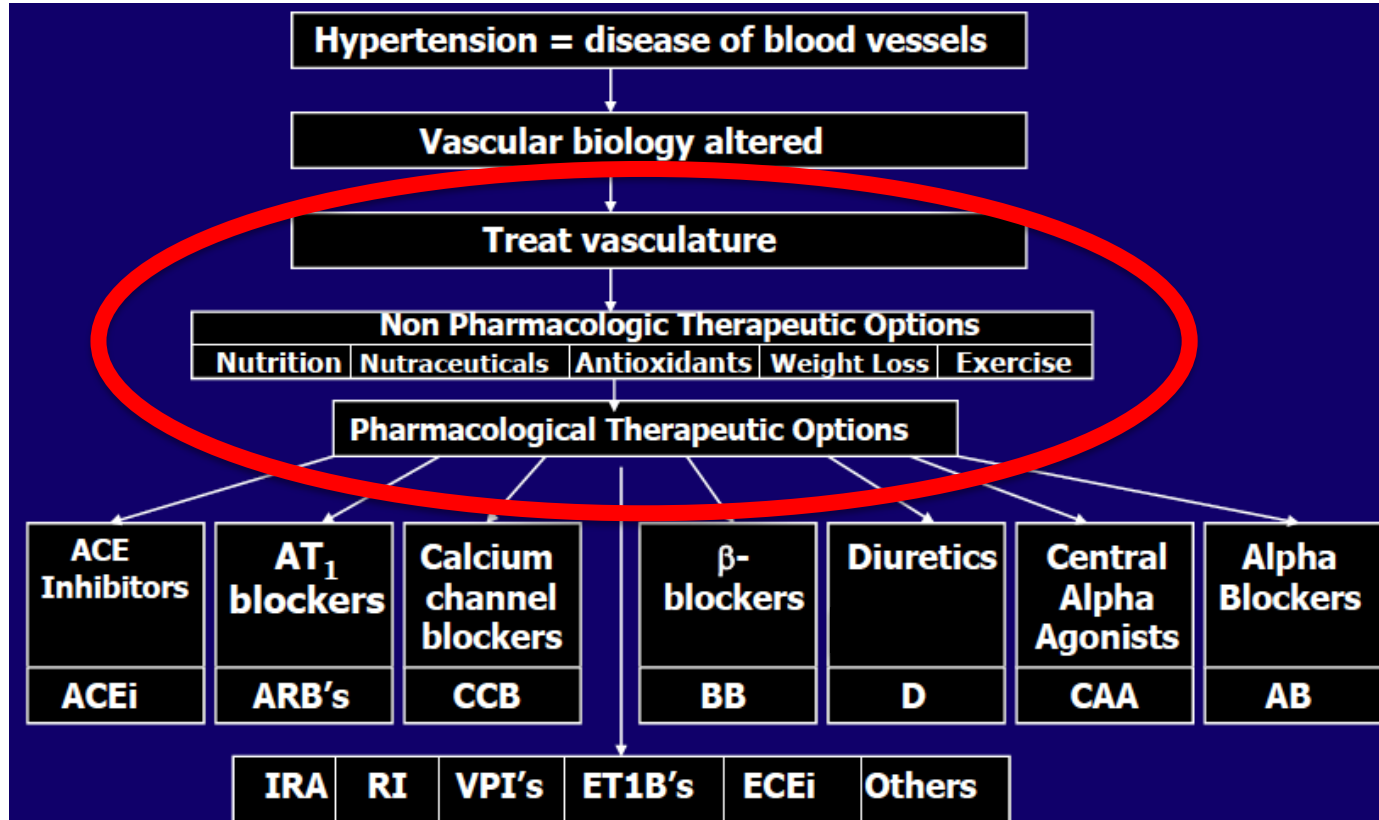 Hypertension = disease of blood vessels
Vascular biology altered
Treat vasculature
Non Pharmacologic Therapeutic Options
Nutrition Nutraceuticals Antioxidants Weight Loss Exercise
Pharmacological Therapeutic Options
ACE
Inhibitors
ACEi
AT₁
blockers
ARB's
Calcium
channel
blockers
CCB
β-
blockers
BB
Diuretics
D
Central
Alpha
Agonists
CAA
Alpha
Blockers
AB
IRA RI VPI's ET1B's ECEi Others